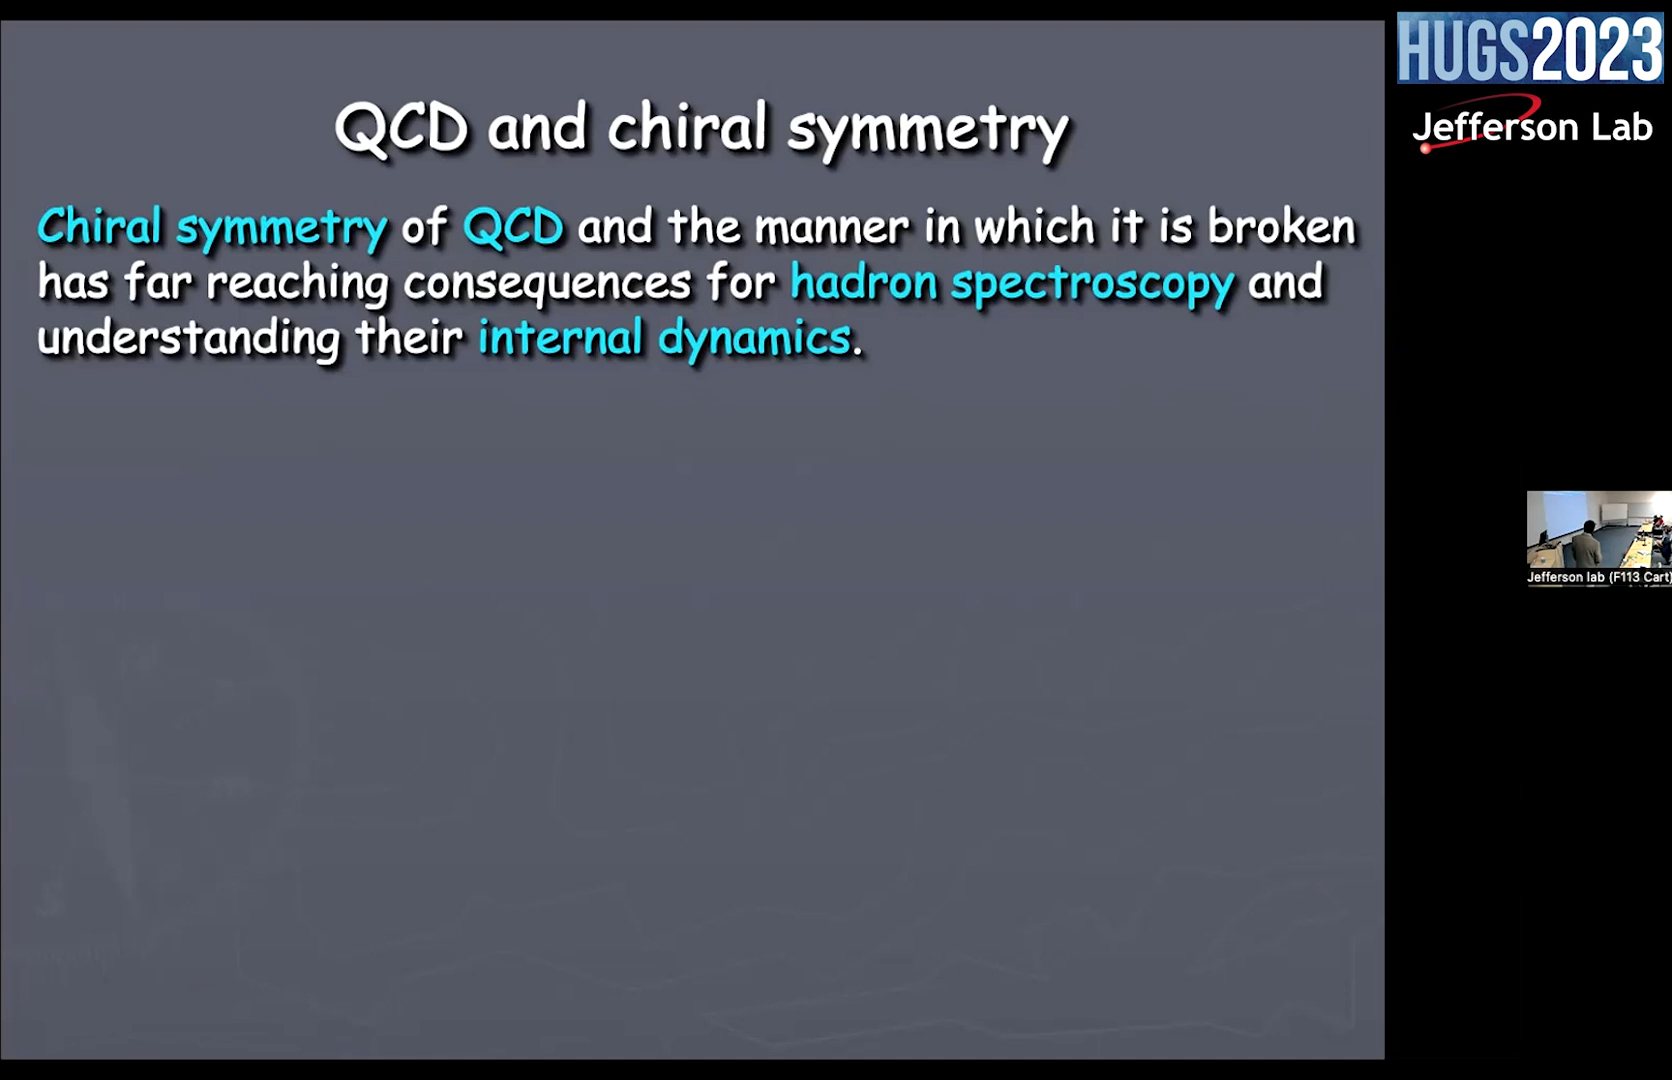 HUGS2023
Jefferson Lab
QCD and chiral symmetry
Chiral symmetry of QCD and the manner in which it is broken
has far reaching consequences for hadron spectroscopy and
understanding their internal dynamics.
Jefferson lab (F113 Cart)